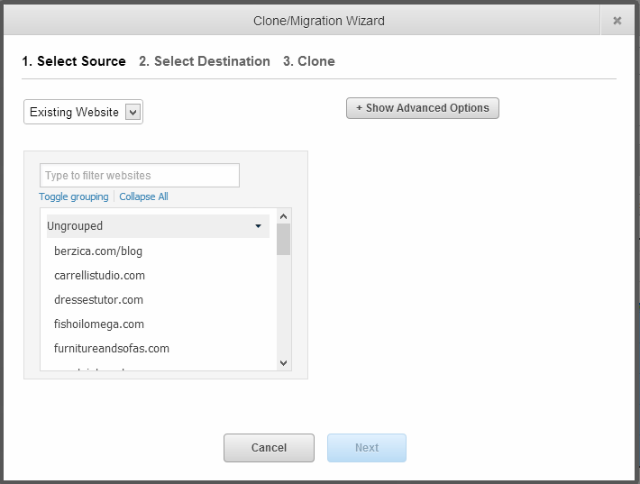 Clone/Migration Wizard
1. Select Source 2. Select Destination 3. Clone
Existing Website
+ Show Advanced Options
Type to filter websites
Toggle grouping Collapse All
Ungrouped
berzica.com/blog
carrellistudio.com
dressestutor.com
fishoilomega.com
furnitureandsofas.com
Cancel Next